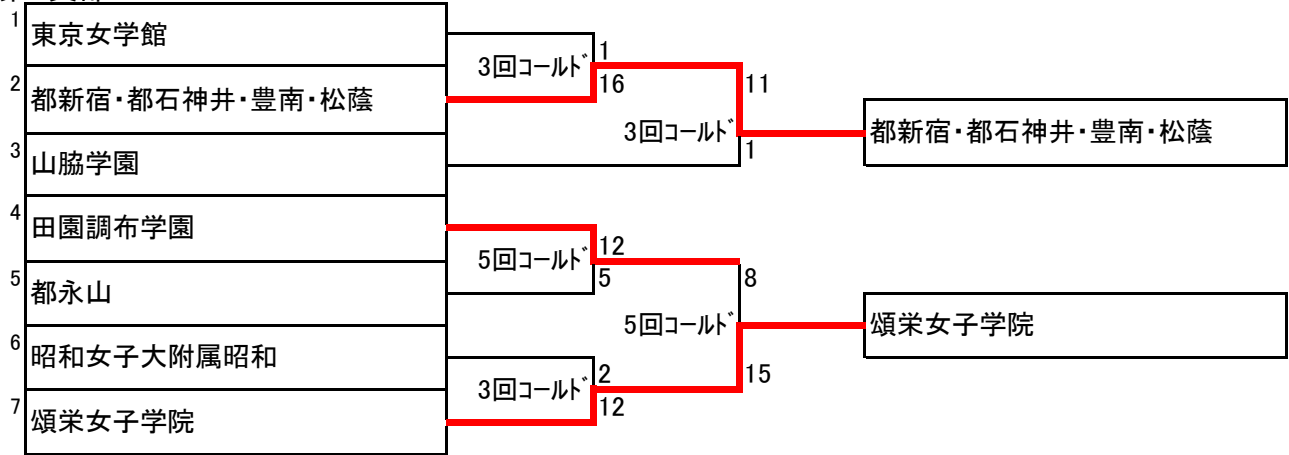 1
東京女学館
2
都新宿・都石神井・豊南・松蔭
3
山脇学園
4
田園調布学園
5
都永山
6
昭和女子大附属昭和
7
頌栄女子学院
3回ｺｰﾙﾄﾞ
1
16
5回ｺｰﾙﾄﾞ
12
5
3回ｺｰﾙﾄﾞ
2
12
3回ｺｰﾙﾄﾞ
11
1
5回ｺｰﾙﾄﾞ
8
15
都新宿・都石神井・豊南・松蔭
頌栄女子学院